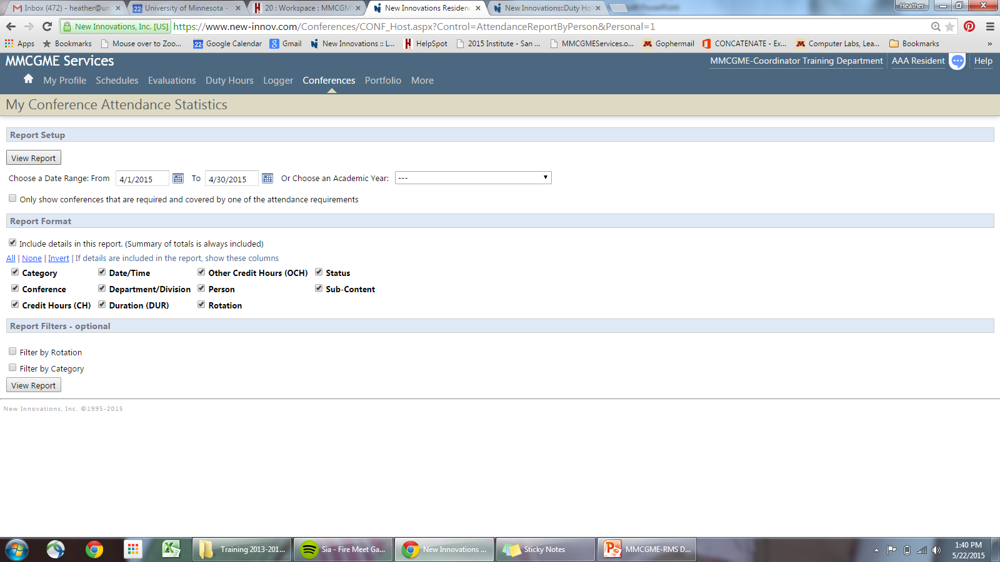 Inbox (472) - heather@um
University of Minnesota -
20 : Workspace : MMCGM
New Innovations Residenc
New Innovations::Duty Ho
Heather
New Innovations, Inc. [US]
https://www.new-innov.com/Conferences/CONF_Host.aspx?Control=AttendanceReportByPerson&Personal=1
Apps
Bookmarks
Mouse over to Zoo...
22 Google Calendar
8 Gmail
New Innovations :: L...
HelpSpot
2015 Institute - San ...
MMCGMEServices.o...
Gophermail
CONCATENATE - Ex...
Computer Labs, Lea...
Bookmarks
»
MMCGME Services
MMCGME-Coordinator Training Department
AAA Resident
Help
My Profile Schedules Evaluations Duty Hours Logger Conferences Portfolio More
My Conference Attendance Statistics
Report Setup
View Report
Choose a Date Range: From 4/1/2015 To 4/30/2015 Or Choose an Academic Year: ---
Only show conferences that are required and covered by one of the attendance requirements
Report Format
Include details in this report. (Summary of totals is always included)
All | None | Invert | If details are included in the report, show these columns
Category Date/Time Other Credit Hours (OCH) Status
Conference Department/Division Person Sub-Content
Credit Hours (CH) Duration (DUR) Rotation
Report Filters - optional
Filter by Rotation
Filter by Category
View Report
New Innovations, Inc. ©1995-2015
Training 2013-201...
Sia - Fire Meet Ga...
New Innovations ...
Sticky Notes
MMCGME-RMS D...
1:40 PM
5/22/2015